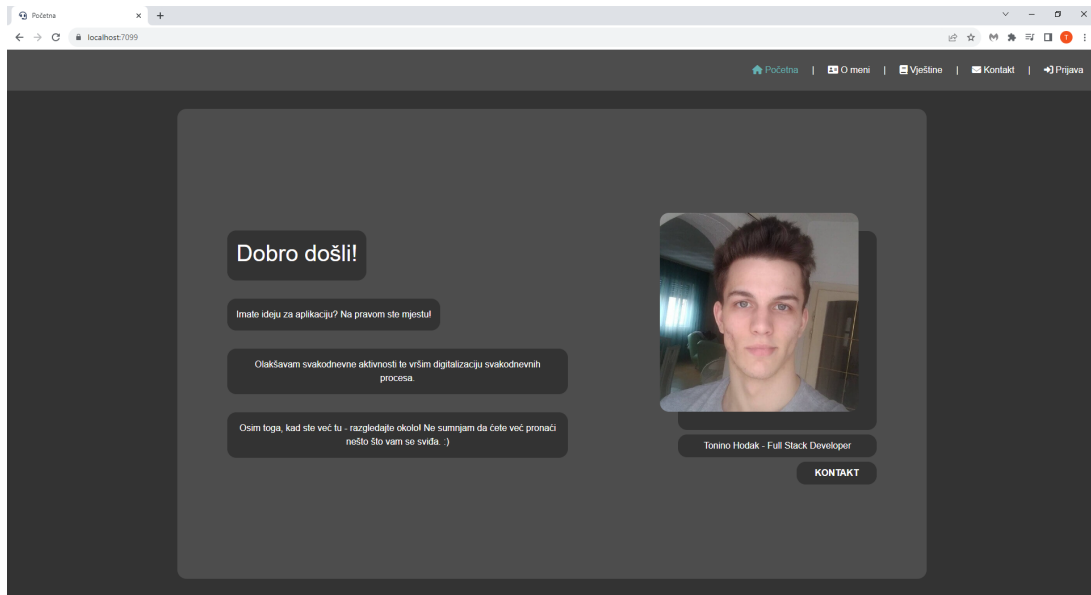 Početna
localhost:7099
T
Početna | O meni | Vještine | Kontakt | Prijava
Dobro došli!
Imate ideju za aplikaciju? Na pravom ste mjestu!
Olakšavam svakodnevne aktivnosti te vršim digitalizaciju svakodnevnih
procesa.
Osim toga, kad ste već tu - razgledajte okolo! Ne sumnjam da ćete već pronaći
nešto što vam se sviđa. :)
Tonino Hodak - Full Stack Developer
KONTAKT